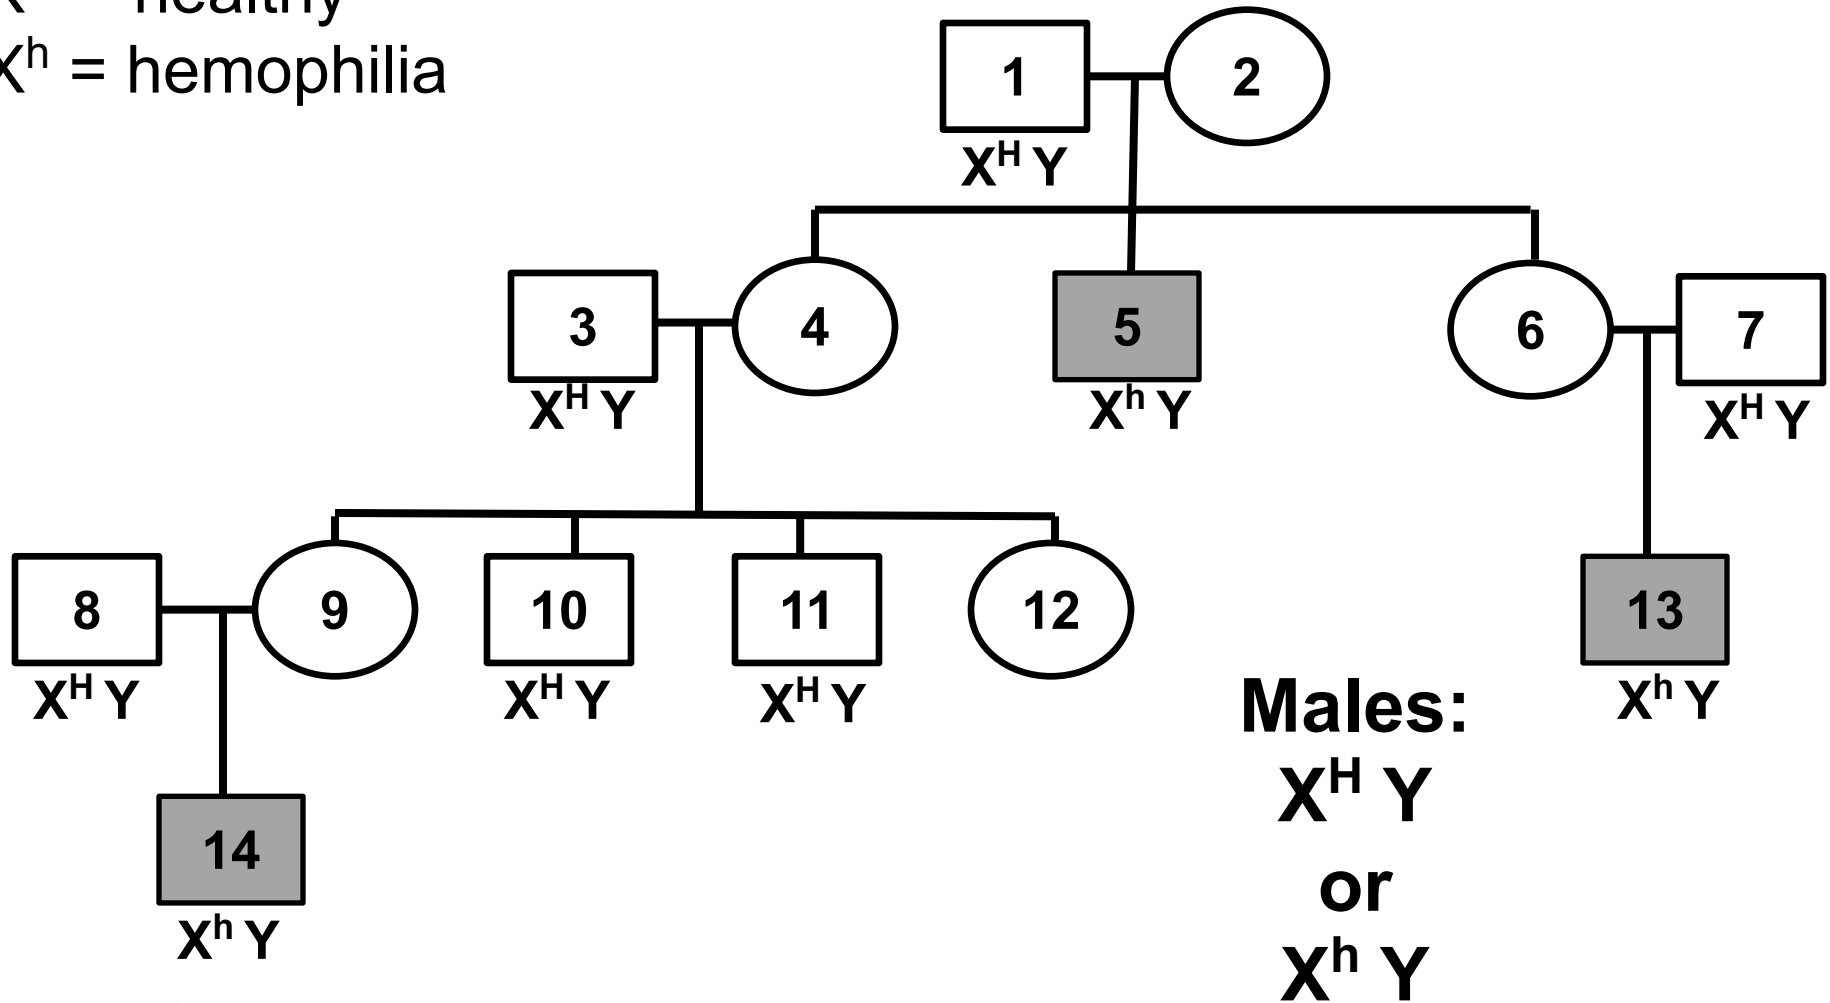 X = healthy
Xʰ = hemophilia
1
2
Xᴴ Y
3
4
5
6
7
Xᴴ Y
Xʰ Y
Xᴴ Y
8
9
10
11
12
13
Xᴴ Y
Xᴴ Y
Xᴴ Y
Xʰ Y
Males:
Xᴴ Y
or
Xʰ Y
14
Xʰ Y